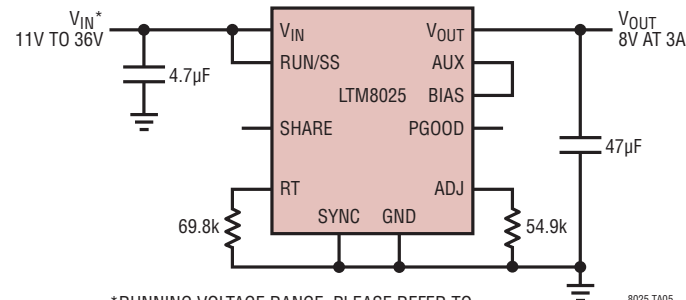 VIN*
11V TO 36V
VOUT
8V AT 3A
VIN
VOUT
RUN/SS
AUX
4.7µF
LTM8025
BIAS
SHARE
PGOOD
47µF
RT
ADJ
69.8k
SYNC
GND
54.9k
8025 TA05
*RUNNING VOLTAGE RANGE. PLEASE REFER TO